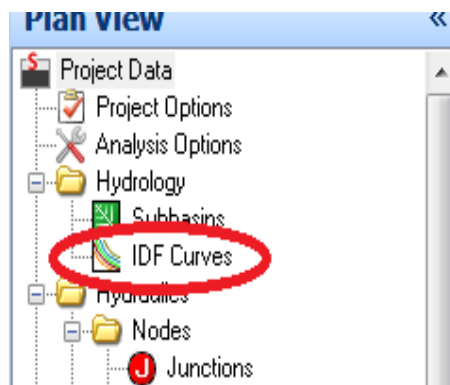 Plan View «
S Project Data
Project Options
Analysis Options
Hydrology
Subbasins
IDF Curves
Hydraulics
Nodes
J Junctions